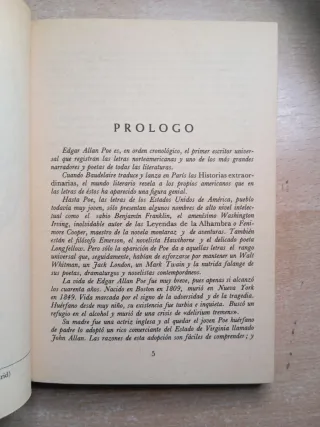 PROLOGO
Edgar Allan Poe es, en orden cronológico, el primer escritor univer-
sal que registran las letras norteamericanas y uno de los más grandes
narradores y poetas de todas las literaturas.
Cuando Baudelaire traduce y lanza en París las Historias extraor-
dinarias, el mundo literario revela a los propios americanos que en
las letras de éstos ha aparecido una figura genial.
Hasta Poe, las letras de los Estados Unidos de América, pueblo
todavía muy joven, sólo presentan algunos nombres de alto nivel intelec-
tual como el sabio Benjamín Franklin, el amenísimo Washington
Irving, inolvidable autor de las Leyendas de la Alhambra o Feni-
more Cooper, maestro de la novela montaraz y de aventuras. También
están el filósofo Emerson, el novelista Hawthorne y el delicado poeta
Longfellow. Pero sólo la aparición de Poe da a aquellas letras el rango
universal que, seguidamente, habían de esforzarse por mantener un Walt
Whitman, un Jack London, un Mark Twain y la nutrida falange de
sus poetas, dramaturgos y novelistas contemporáneos.
La vida de Edgar Allan Poe fue muy breve, pues apenas si alcanzó
los cuarenta años. Nacido en Boston en 1809, murió en Nueva York
en 1849. Vida marcada por el signo de la adversidad y de la tragedia.
Huérfano desde muy niño, su existencia fue turbia e inquieta. Buscó un
refugio en el alcohol y murió de una crisis de «delirium tremens».
Su madre fue una actriz inglesa y al quedar el joven Poe huérfano
de padre lo adoptó un rico comerciante del Estado de Virginia llamado
John Allan. Las razones de esta adopción son fáciles de comprender; y
5